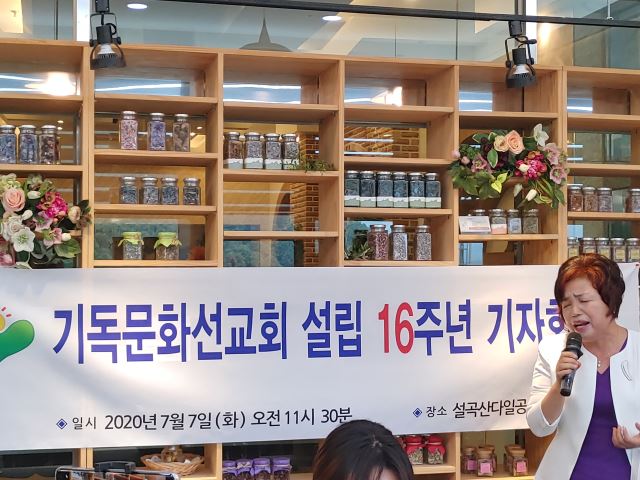 기독문화선교회 설립 16주년 기자
◈ 일시 2020년 7월 7일 (화) 오전 11시 30분 ◈ 장소 설곡산다일공